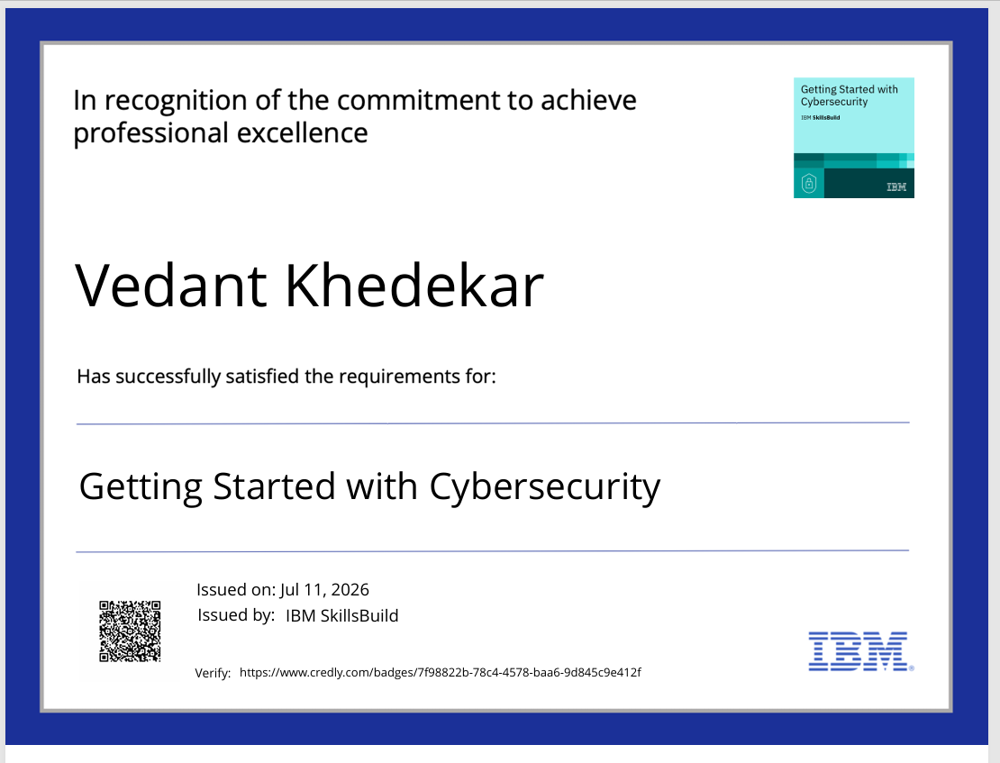 In recognition of the commitment to achieve
professional excellence
Getting Started with
Cybersecurity
IBM SkillsBuild
IBM
Vedant Khedekar
Has successfully satisfied the requirements for:
Getting Started with Cybersecurity
Issued on: Jul 11, 2026
Issued by: IBM SkillsBuild
Verify: https://www.credly.com/badges/7f98822b-78c4-4578-baa6-9d845c9e412f
IBM®